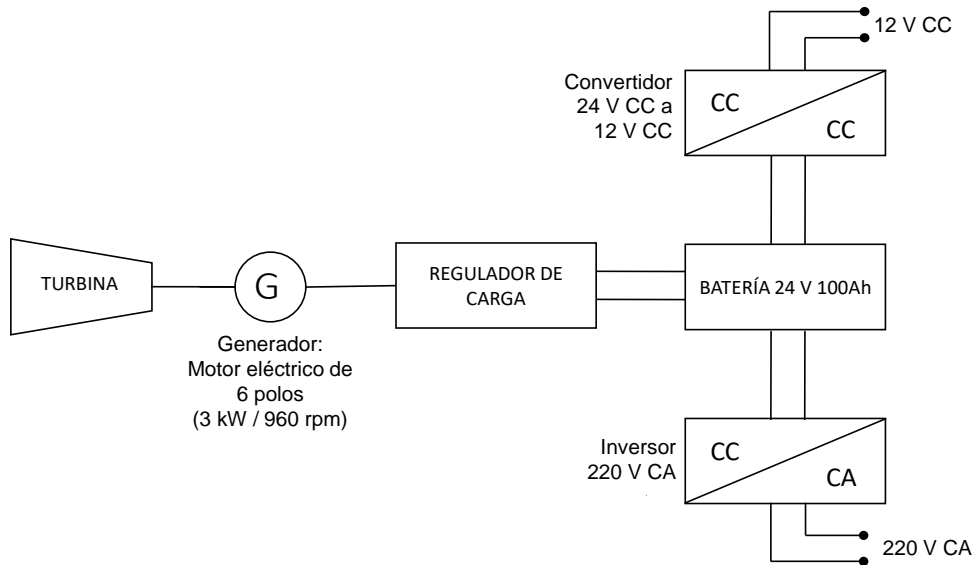 12 V CC
Convertidor
24 V CC a
12 V CC
CC
CC
TURBINA
G
REGULADOR DE
CARGA
BATERÍA 24 V 100Ah
Generador:
Motor eléctrico de
6 polos
(3 kW / 960 rpm)
Inversor
220 V CA
CC
CA
220 V CA